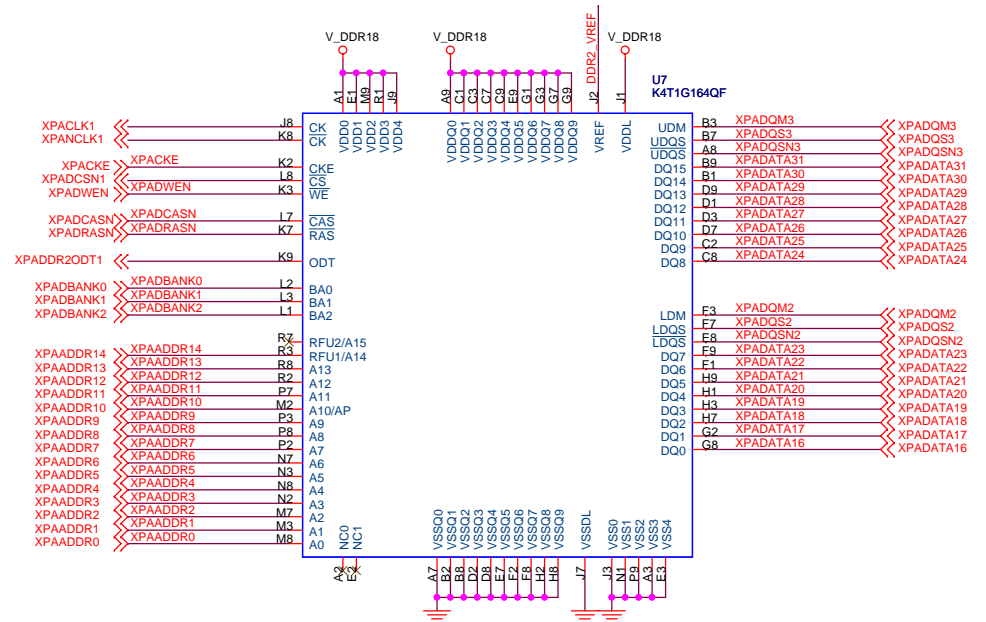 V_DDR18
V_DDR18
DDR2_VREF
V_DDR18
U7
K4T1G164QF
A1 E1 M9 R1 J9
A9 C1 C3 C7 C9 E9 G1 G3 G7 G9
J2 J1
VDD0 VDD1 VDD2 VDD3 VDD4
VDDQ0 VDDQ1 VDDQ2 VDDQ3 VDDQ4 VDDQ5 VDDQ6 VDDQ7 VDDQ8 VDDQ9
VREF VDDL
XPACLK1 J8 CK
XPANCLK1 K8 CK
XPACKE XPACKE K2 CKE
XPADCSN1 L8 CS
XPADWEN XPADWEN K3 WE
XPADCASN L7 CAS
XPADRASN XPADRASN K7 RAS
XPADDR2ODT1 K9 ODT
XPADBANK0 XPADBANK0 L2 BA0
XPADBANK1 XPADBANK1 L3 BA1
XPADBANK2 XPADBANK2 L1 BA2
R7 RFU2/A15
XPAADDR14 XPAADDR14 R3 RFU1/A14
XPAADDR13 XPAADDR13 R8 A13
XPAADDR12 XPAADDR12 R2 A12
XPAADDR11 XPAADDR11 P7 A11
XPAADDR10 XPAADDR10 M2 A10/AP
XPAADDR9 XPAADDR9 P3 A9
XPAADDR8 XPAADDR8 P8 A8
XPAADDR7 XPAADDR7 P2 A7
XPAADDR6 XPAADDR6 N7 A6
XPAADDR5 XPAADDR5 N3 A5
XPAADDR4 XPAADDR4 N8 A4
XPAADDR3 XPAADDR3 N2 A3
XPAADDR2 XPAADDR2 M7 A2
XPAADDR1 XPAADDR1 M3 A1
XPAADDR0 XPAADDR0 M8 A0
UDM B3 XPADQM3 XPADQM3
UDQS B7 XPADQS3 XPADQS3
UDQS A8 XPADQSN3 XPADQSN3
DQ15 B9 XPADATA31 XPADATA31
DQ14 B1 XPADATA30 XPADATA30
DQ13 D9 XPADATA29 XPADATA29
DQ12 D1 XPADATA28 XPADATA28
DQ11 D3 XPADATA27 XPADATA27
DQ10 D7 XPADATA26 XPADATA26
DQ9 C2 XPADATA25 XPADATA25
DQ8 C8 XPADATA24 XPADATA24
LDM F3 XPADQM2 XPADQM2
LDQS F7 XPADQS2 XPADQS2
LDQS E8 XPADQSN2 XPADQSN2
DQ7 F9 XPADATA23 XPADATA23
DQ6 F1 XPADATA22 XPADATA22
DQ5 H9 XPADATA21 XPADATA21
DQ4 H1 XPADATA20 XPADATA20
DQ3 H3 XPADATA19 XPADATA19
DQ2 H7 XPADATA18 XPADATA18
DQ1 G2 XPADATA17 XPADATA17
DQ0 G8 XPADATA16 XPADATA16
NC0 NC1
VSSQ0 VSSQ1 VSSQ2 VSSQ3 VSSQ4 VSSQ5 VSSQ6 VSSQ7 VSSQ8 VSSQ9
VSSDL
VSS0 VSS1 VSS2 VSS3 VSS4
A2 E2
A7 B2 B8 D2 D8 E7 F2 F8 H2 H8
J7
J3 N1 P9 A3 E3